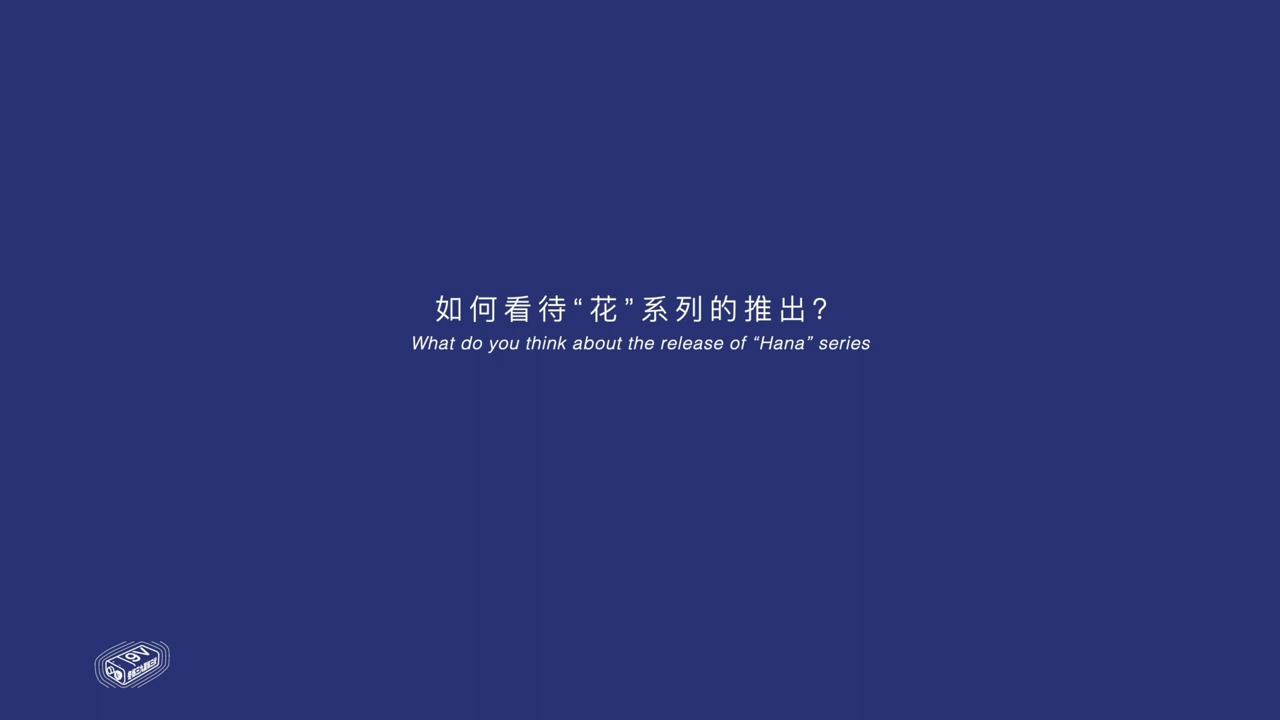 如何看待“花”系列的推出?
What do you think about the release of “Hana” series
9V